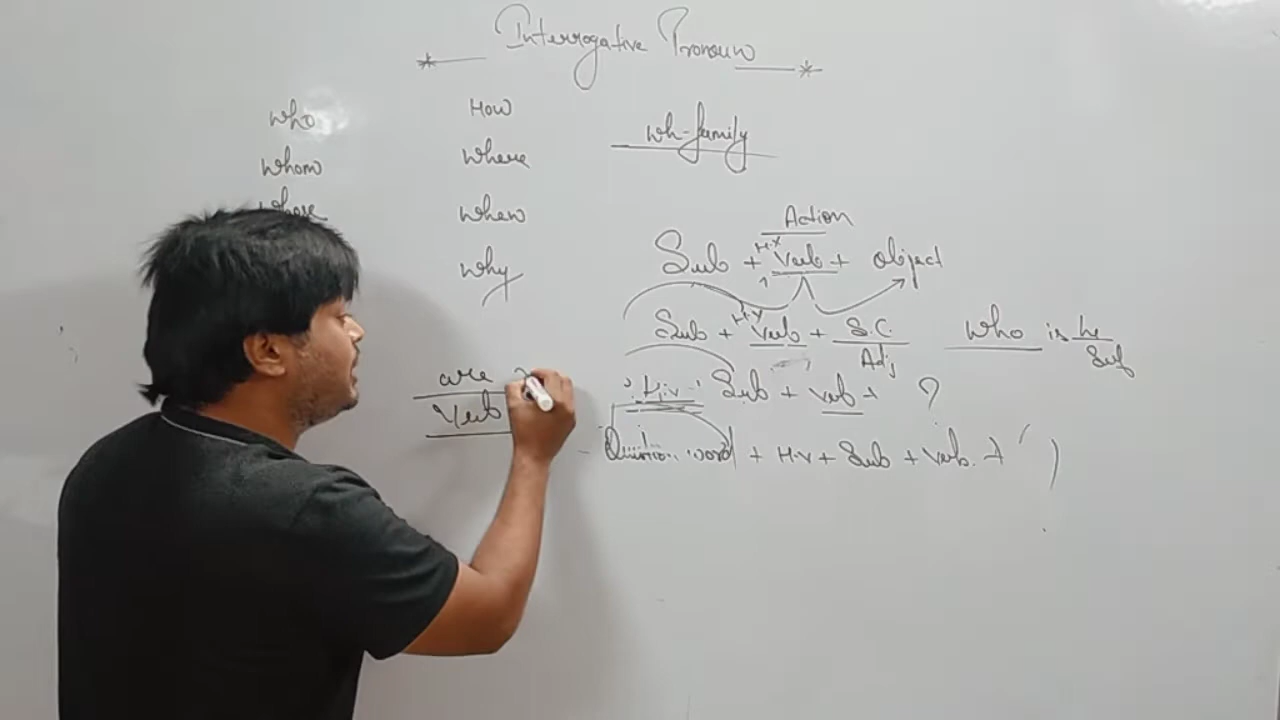 Interrogative Pronoun
Who
Whom
Whose
How
Where
When
Why
Wh-family
Action
H.V
Sub + Verb + Object
H.V
Sub + Verb + S.C.
Adj
Who is he
Sub
H.V Sub + Verb + ?
Question word + H.V + Sub + Verb +
are
Verb